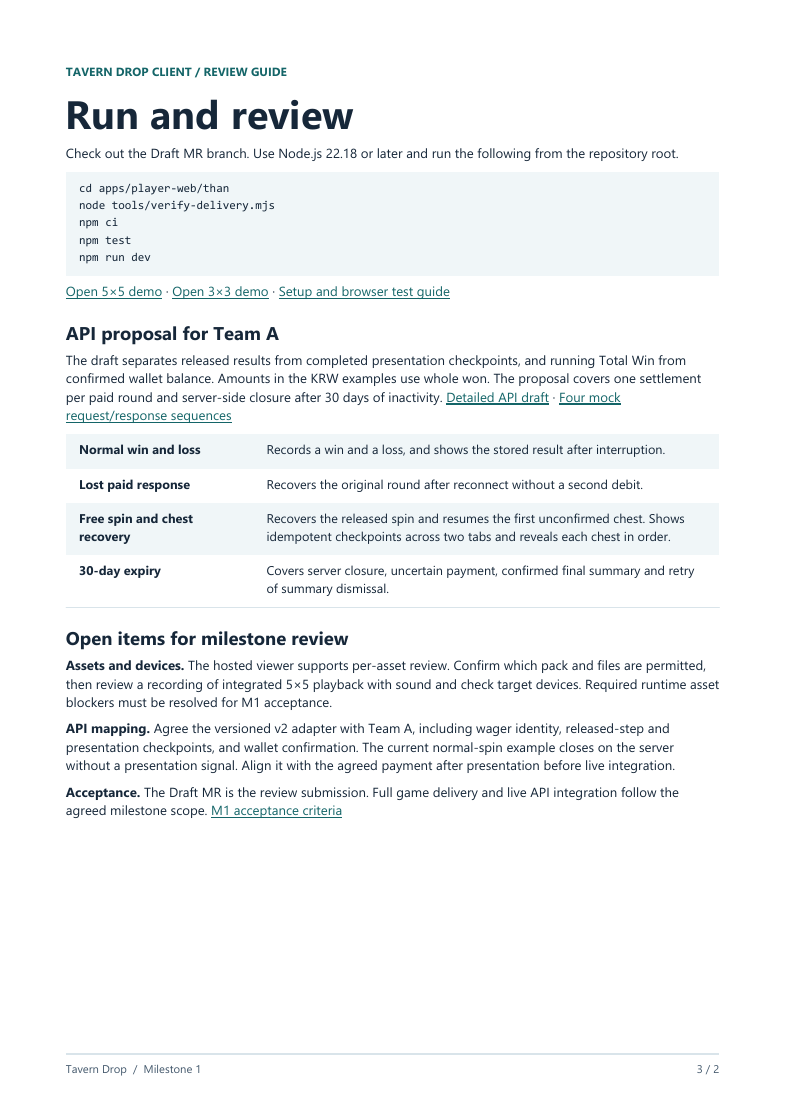 TAVERN DROP CLIENT / REVIEW GUIDE
Run and review
Check out the Draft MR branch. Use Node.js 22.18 or later and run the following from the repository root.
cd apps/player-web/than
node tools/verify-delivery.mjs
npm ci
npm test
npm run dev
Open 5×5 demo · Open 3×3 demo · Setup and browser test guide
API proposal for Team A
The draft separates released results from completed presentation checkpoints, and running Total Win from
confirmed wallet balance. Amounts in the KRW examples use whole won. The proposal covers one settlement
per paid round and server-side closure after 30 days of inactivity. Detailed API draft · Four mock
request/response sequences
Normal win and loss
Records a win and a loss, and shows the stored result after interruption.
Lost paid response
Recovers the original round after reconnect without a second debit.
Free spin and chest
recovery
Recovers the released spin and resumes the first unconfirmed chest. Shows
idempotent checkpoints across two tabs and reveals each chest in order.
30-day expiry
Covers server closure, uncertain payment, confirmed final summary and retry
of summary dismissal.
Open items for milestone review
Assets and devices. The hosted viewer supports per-asset review. Confirm which pack and files are permitted,
then review a recording of integrated 5×5 playback with sound and check target devices. Required runtime asset
blockers must be resolved for M1 acceptance.
API mapping. Agree the versioned v2 adapter with Team A, including wager identity, released-step and
presentation checkpoints, and wallet confirmation. The current normal-spin example closes on the server
without a presentation signal. Align it with the agreed payment after presentation before live integration.
Acceptance. The Draft MR is the review submission. Full game delivery and live API integration follow the
agreed milestone scope. M1 acceptance criteria
Tavern Drop / Milestone 1
3 / 2